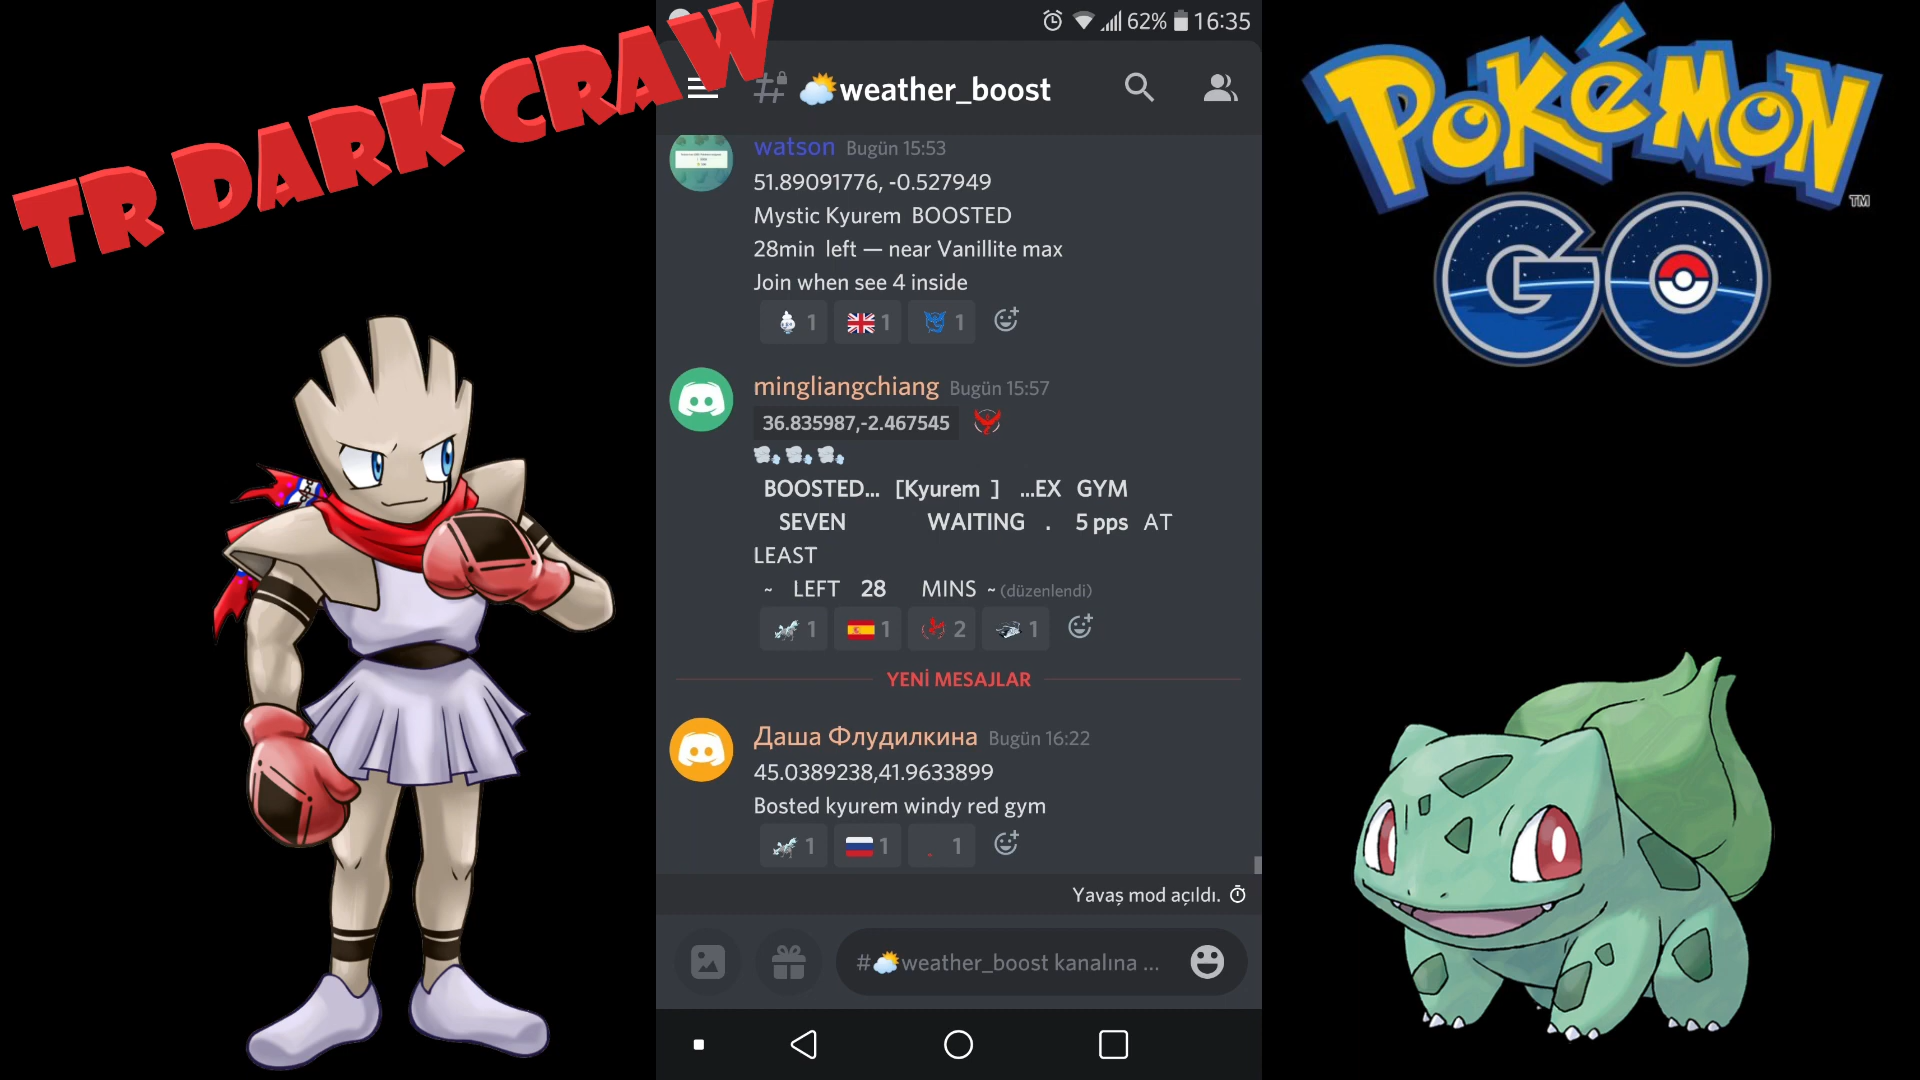 TR DARK CRAW
62% 16:35
POKÉMON
TM
GO
weather_boost
watson Bugün 15:53
51.89091776, -0.527949
Mystic Kyurem BOOSTED
28min left — near Vanillite max
Join when see 4 inside
1 1 1
mingliangchiang Bugün 15:57
36.835987,-2.467545
BOOSTED... [Kyurem ] ...EX GYM
SEVEN WAITING . 5 pps AT
LEAST
~ LEFT 28 MINS ~ (düzenlendi)
1 1 2 1
YENİ MESAJLAR
Даша Флудилкина Bugün 16:22
45.0389238,41.9633899
Bosted kyurem windy red gym
1 1 1
Yavaş mod açıldı.
#weather_boost kanalına ...